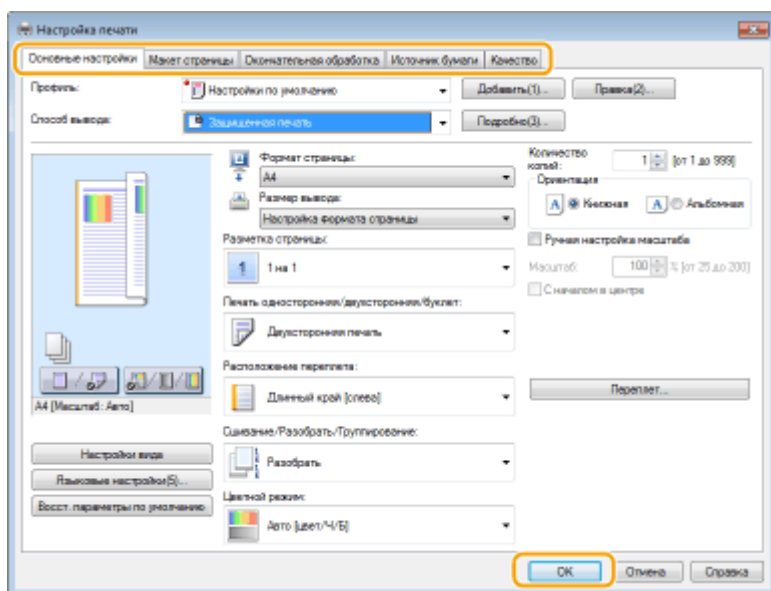 Настройка печати
Основные настройки Макет страницы Окончательная обработка Источник бумаги Качество
Профиль: Настройки по умолчанию Добавить(1)... Правка(2)...
Способ вывода: Защищенная печать Подробно(3)...
Формат страницы:
A4
Размер вывода:
Настройка формата страницы
Разметка страницы:
1 1 на 1
Печать односторонняя/двухсторонняя/буклет:
Двухсторонняя печать
Расположение переплета:
Длинный край [слева]
Сшивание/Разобрать/Группирование:
Разобрать
Цветной режим:
Авто [цвет/Ч/Б]
Количество
копий: 1 [от 1 до 999]
Ориентация
A Книжная A Альбомная
Ручная настройка масштаба
Масштаб: 100 % [от 25 до 200]
С началом в центре
Переплет...
A4 [Масштаб: Авто]
Настройки вида
Языковые настройки(5)...
Восст. параметры по умолчанию
OK Отмена Справка